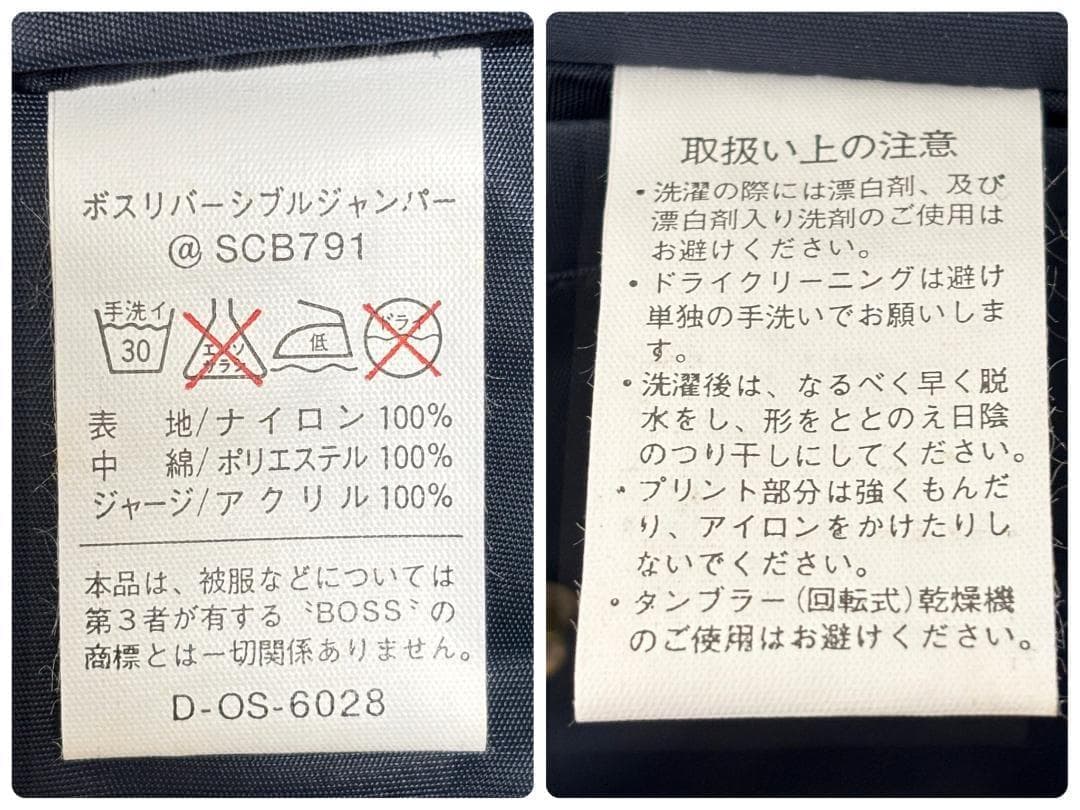 ボスリバーシブルジャンパー
@ SCB791
手洗イ
30
エンソ
サラシ
低
ドライ
表 地/ナイロン 100%
中 綿/ポリエステル 100%
ジャージ/アクリル 100%
本品は、被服などについては
第3者が有する〝BOSS〞の
商標とは一切関係ありません。
D-OS-6028
取扱い上の注意
・洗濯の際には漂白剤、及び
漂白剤入り洗剤のご使用は
お避けください。
・ドライクリーニングは避け
単独の手洗いでお願いしま
す。
・洗濯後は、なるべく早く脱
水をし、形をととのえ日陰
のつり干しにしてください。
・プリント部分は強くもんだ
り、アイロンをかけたりし
ないでください。
・タンブラー(回転式)乾燥機
のご使用はお避けください。